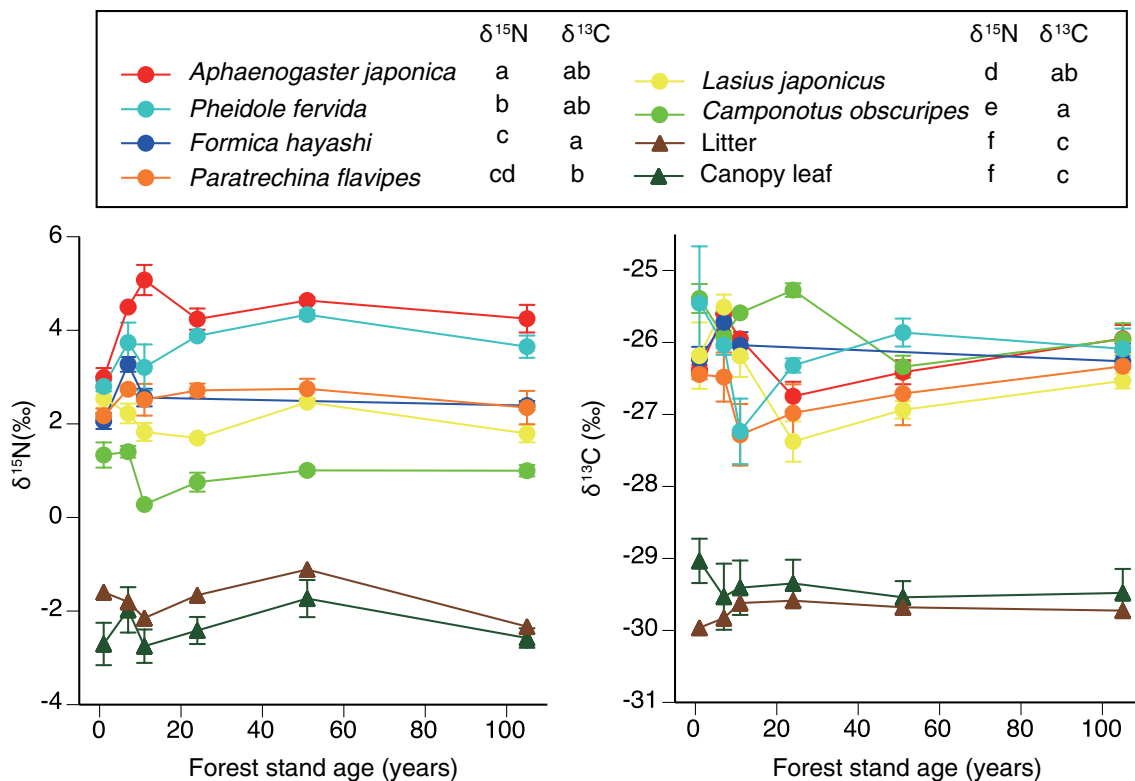 δ¹⁵N δ¹³C
Aphaenogaster japonica a ab
Pheidole fervida b ab
Formica hayashi c a
Paratrechina flavipes cd b
δ¹⁵N δ¹³C
Lasius japonicus d ab
Camponotus obscuripes e a
Litter f c
Canopy leaf f c
δ¹⁵N(‰)
6
4
2
0
-2
-4
0 20 40 60 80 100
Forest stand age (years)
δ¹³C (‰)
-25
-26
-27
-28
-29
-30
-31
0 20 40 60 80 100
Forest stand age (years)